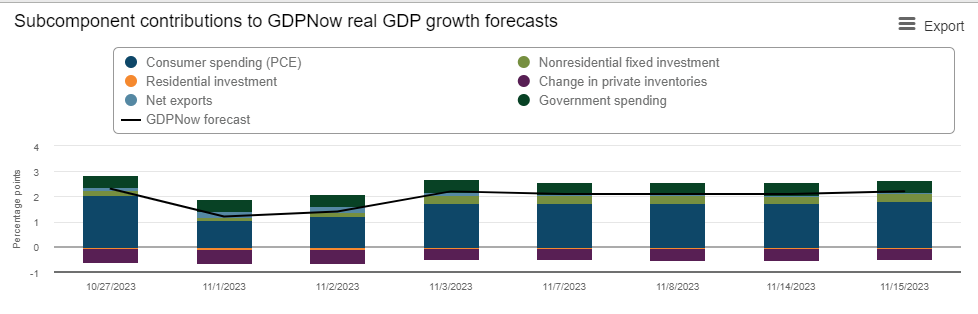 Subcomponent contributions to GDPNow real GDP growth forecasts
Export
Consumer spending (PCE) Nonresidential fixed investment
Residential investment Change in private inventories
Net exports Government spending
GDPNow forecast
Percentage points
4
3
2
1
0
-1
10/27/2023 11/1/2023 11/2/2023 11/3/2023 11/7/2023 11/8/2023 11/14/2023 11/15/2023